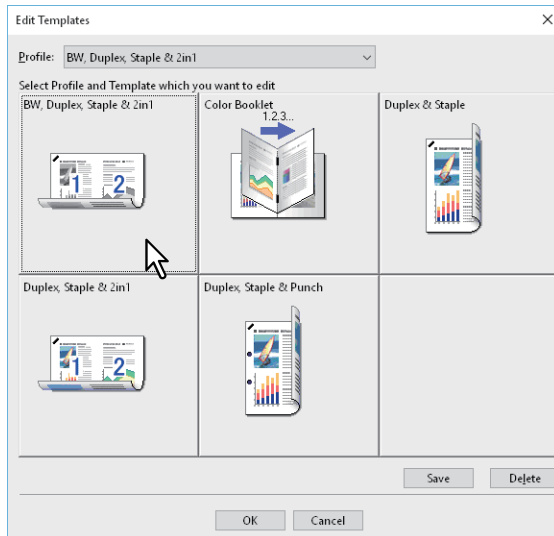 Edit Templates
Profile: BW, Duplex, Staple & 2in1
Select Profile and Template which you want to edit
BW, Duplex, Staple & 2in1
Color Booklet
Duplex & Staple
1.2.3...
1 2
Duplex, Staple & 2in1
Duplex, Staple & Punch
1 2
Save
Delete
OK
Cancel